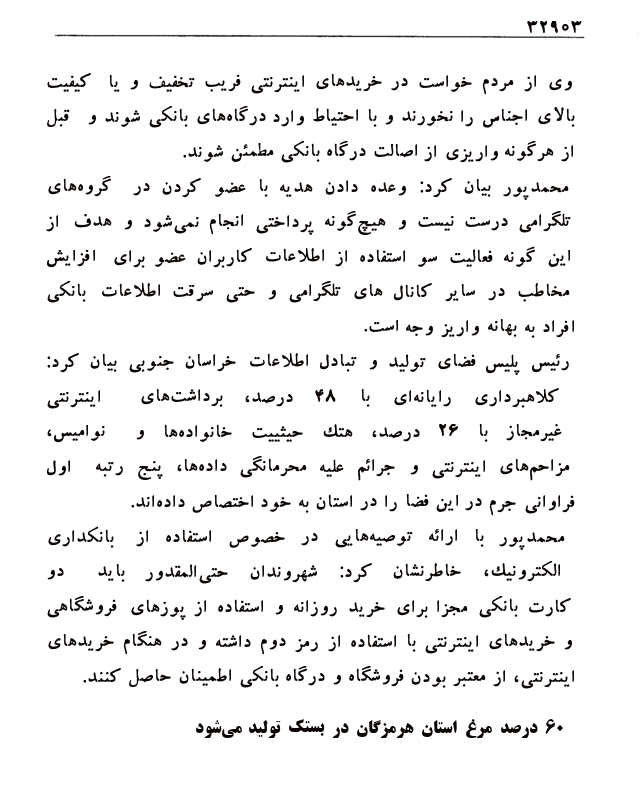 ۳۲۹۰۳
وی از مردم خواست در خریدهای اینترنتی فریب تخفیف و یا کیفیت
بالای اجناس را نخورند و با احتیاط وارد درگاه‌های بانکی شوند و قبل
از هرگونه واریزی از اصالت درگاه بانکی مطمئن شوند.
محمدپور بیان کرد: وعده دادن هدیه با عضو کردن در گروه‌های
تلگرامی درست نیست و هیچ‌گونه پرداختی انجام نمی‌شود و هدف از
این گونه فعالیت سو استفاده از اطلاعات کاربران عضو برای افزایش
مخاطب در سایر کانال های تلگرامی و حتی سرقت اطلاعات بانکی
افراد به بهانه واریز وجه است.
رئیس پلیس فضای تولید و تبادل اطلاعات خراسان جنوبی بیان کرد:
کلاهبرداری رایانه‌ای با ۴۸ درصد، برداشت‌های اینترنتی
غیرمجاز با ۲۶ درصد، هتك حیثییت خانواده‌ها و نوامیس،
مزاحم‌های اینترنتی و جرائم علیه محرمانگی داده‌ها، پنج رتبه اول
فراوانی جرم در این فضا را در استان به خود اختصاص داده‌اند.
محمدپور با ارائه توصیه‌هایی در خصوص استفاده از بانکداری
الکترونیك، خاطرنشان کرد: شهروندان حتی‌المقدور باید دو
کارت بانکی مجزا برای خرید روزانه و استفاده از پوزهای فروشگاهی
و خریدهای اینترنتی با استفاده از رمز دوم داشته و در هنگام خریدهای
اینترنتی، از معتبر بودن فروشگاه و درگاه بانکی اطمینان حاصل کنند.
۶۰ درصد مرغ استان هرمزگان در بستک تولید می‌شود